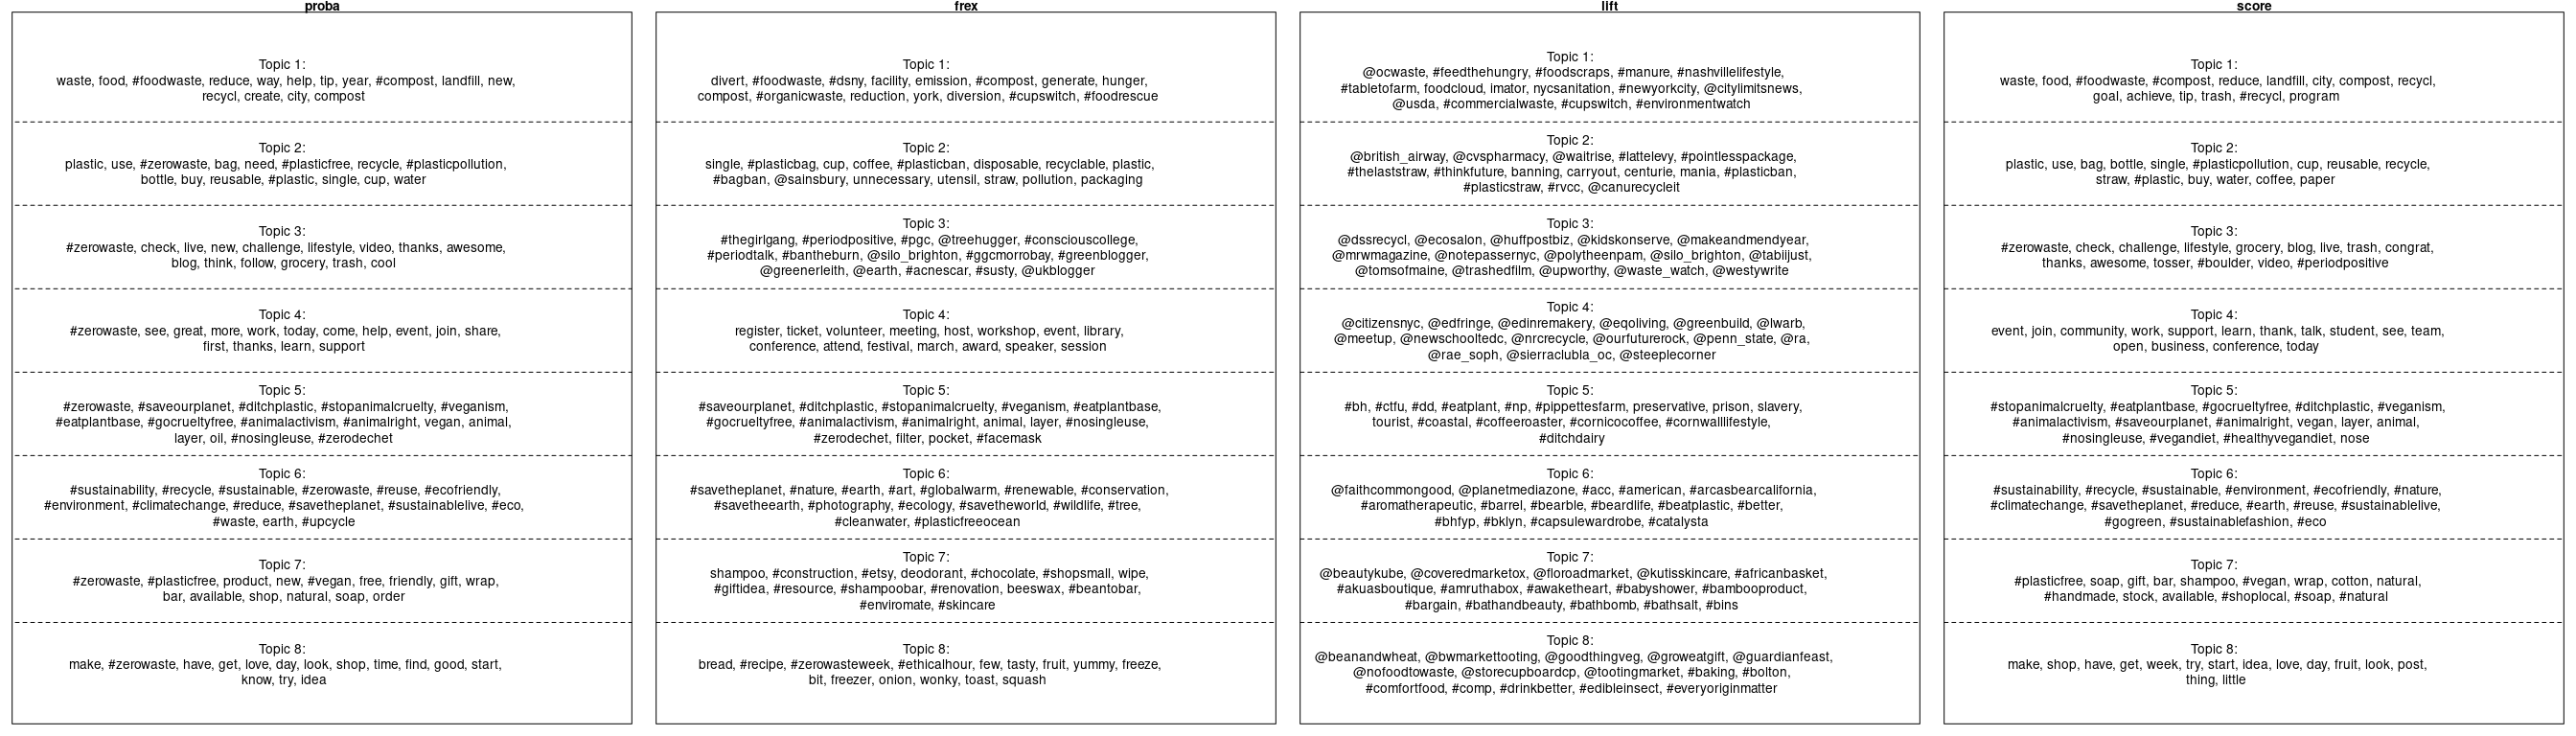 proba
Topic 1:
waste, food, #foodwaste, reduce, way, help, tip, year, #compost, landfill, new,
recycl, create, city, compost
Topic 2:
plastic, use, #zerowaste, bag, need, #plasticfree, recycle, #plasticpollution,
bottle, buy, reusable, #plastic, single, cup, water
Topic 3:
#zerowaste, check, live, new, challenge, lifestyle, video, thanks, awesome,
blog, think, follow, grocery, trash, cool
Topic 4:
#zerowaste, see, great, more, work, today, come, help, event, join, share,
first, thanks, learn, support
Topic 5:
#zerowaste, #saveourplanet, #ditchplastic, #stopanimalcruelty, #veganism,
#eatplantbase, #gocrueltyfree, #animalactivism, #animalright, vegan, animal,
layer, oil, #nosingleuse, #zerodechet
Topic 6:
#sustainability, #recycle, #sustainable, #zerowaste, #reuse, #ecofriendly,
#environment, #climatechange, #reduce, #savetheplanet, #sustainablelive, #eco,
#waste, earth, #upcycle
Topic 7:
#zerowaste, #plasticfree, product, new, #vegan, free, friendly, gift, wrap,
bar, available, shop, natural, soap, order
Topic 8:
make, #zerowaste, have, get, love, day, look, shop, time, find, good, start,
know, try, idea
frex
Topic 1:
divert, #foodwaste, #dsny, facility, emission, #compost, generate, hunger,
compost, #organicwaste, reduction, york, diversion, #cupswitch, #foodrescue
Topic 2:
single, #plasticbag, cup, coffee, #plasticban, disposable, recyclable, plastic,
#bagban, @sainsbury, unnecessary, utensil, straw, pollution, packaging
Topic 3:
#thegirlgang, #periodpositive, #pgc, @treehugger, #consciouscollege,
#periodtalk, #bantheburn, @silo_brighton, #ggcmorrobay, #greenblogger,
@greenerleith, @earth, #acnescar, #susty, @ukblogger
Topic 4:
register, ticket, volunteer, meeting, host, workshop, event, library,
conference, attend, festival, march, award, speaker, session
Topic 5:
#saveourplanet, #ditchplastic, #stopanimalcruelty, #veganism, #eatplantbase,
#gocrueltyfree, #animalactivism, #animalright, animal, layer, #nosingleuse,
#zerodechet, filter, pocket, #facemask
Topic 6:
#savetheplanet, #nature, #earth, #art, #globalwarm, #renewable, #conservation,
#savetheearth, #photography, #ecology, #savetheworld, #wildlife, #tree,
#cleanwater, #plasticfreeocean
Topic 7:
shampoo, #construction, #etsy, deodorant, #chocolate, #shopsmall, wipe,
#giftidea, #resource, #shampoobar, #renovation, beeswax, #beantobar,
#enviromate, #skincare
Topic 8:
bread, #recipe, #zerowasteweek, #ethicalhour, few, tasty, fruit, yummy, freeze,
bit, freezer, onion, wonky, toast, squash
lift
Topic 1:
@ocwaste, #feedthehungry, #foodscraps, #manure, #nashvillelifestyle,
#tabletofarm, foodcloud, imator, nycsanitation, #newyorkcity, @citylimitsnews,
@usda, #commercialwaste, #cupswitch, #environmentwatch
Topic 2:
@british_airway, @cvspharmacy, @waitrise, #lattelevy, #pointlesspackage,
#thelaststraw, #thinkfuture, banning, carryout, centurie, mania, #plasticban,
#plasticstraw, #rvcc, @canurecycleit
Topic 3:
@dssrecycl, @ecosalon, @huffpostbiz, @kidskonserve, @makeandmendyear,
@mrwmagazine, @notepassernyc, @polytheenpam, @silo_brighton, @tabiijust,
@tomsofmaine, @trashedfilm, @upworthy, @waste_watch, @westywrite
Topic 4:
@citizensnyc, @edfringe, @edinremakery, @eqoliving, @greenbuild, @lwarb,
@meetup, @newschooltedc, @nrcrecycle, @ourfuturerock, @penn_state, @ra,
@rae_soph, @sierraclubla_oc, @steeplecorner
Topic 5:
#bh, #ctfu, #dd, #eatplant, #np, #pippettesfarm, preservative, prison, slavery,
tourist, #coastal, #coffeeroaster, #cornicocoffee, #cornwalllifestyle,
#ditchdairy
Topic 6:
@faithcommongood, @planetmediazone, #acc, #american, #arcasbearcalifornia,
#aromatherapeutic, #barrel, #bearble, #beardlife, #beatplastic, #better,
#bhfyp, #bklyn, #capsulewardrobe, #catalysta
Topic 7:
@beautykube, @coveredmarketox, @floroadmarket, @kutisskincare, #africanbasket,
#akuasboutique, #amruthabox, #awaketheart, #babyshower, #bambooproduct,
#bargain, #bathandbeauty, #bathbomb, #bathsalt, #bins
Topic 8:
@beanandwheat, @bwmarkettooting, @goodthingveg, @groweatgift, @guardianfeast,
@nofoodtowaste, @storecupboardcp, @tootingmarket, #baking, #bolton,
#comfortfood, #comp, #drinkbetter, #edibleinsect, #everyoriginmatter
score
Topic 1:
waste, food, #foodwaste, #compost, reduce, landfill, city, compost, recycl,
goal, achieve, tip, trash, #recycl, program
Topic 2:
plastic, use, bag, bottle, single, #plasticpollution, cup, reusable, recycle,
straw, #plastic, buy, water, coffee, paper
Topic 3:
#zerowaste, check, challenge, lifestyle, grocery, blog, live, trash, congrat,
thanks, awesome, tosser, #boulder, video, #periodpositive
Topic 4:
event, join, community, work, support, learn, thank, talk, student, see, team,
open, business, conference, today
Topic 5:
#stopanimalcruelty, #eatplantbase, #gocrueltyfree, #ditchplastic, #veganism,
#animalactivism, #saveourplanet, #animalright, vegan, layer, animal,
#nosingleuse, #vegandiet, #healthyvegandiet, nose
Topic 6:
#sustainability, #recycle, #sustainable, #environment, #ecofriendly, #nature,
#climatechange, #savetheplanet, #reduce, #earth, #reuse, #sustainablelive,
#gogreen, #sustainablefashion, #eco
Topic 7:
#plasticfree, soap, gift, bar, shampoo, #vegan, wrap, cotton, natural,
#handmade, stock, available, #shoplocal, #soap, #natural
Topic 8:
make, shop, have, get, week, try, start, idea, love, day, fruit, look, post,
thing, little